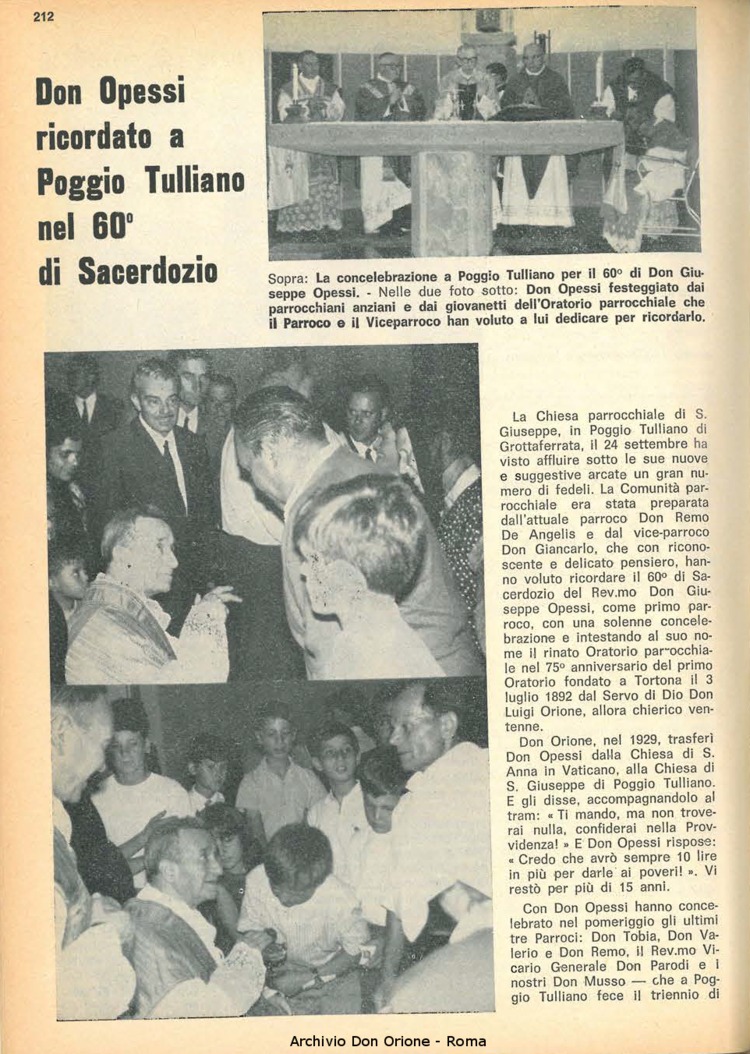 212
Don Opessi
ricordato a
Poggio Tulliano
nel 60°
di Sacerdozio
Sopra: La concelebrazione a Poggio Tulliano per il 60° di Don Giu-
seppe Opessi. - Nelle due foto sotto: Don Opessi festeggiato dai
parrocchiani anziani e dai giovanetti dell'Oratorio parrocchiale che
il Parroco e il Viceparroco han voluto a lui dedicare per ricordarlo.
La Chiesa parrocchiale di S.
Giuseppe, in Poggio Tulliano di
Grottaferrata, il 24 settembre ha
visto affluire sotto le sue nuove
e suggestive arcate un gran nu-
mero di fedeli. La Comunità par-
rocchiale era stata preparata
dall'attuale parroco Don Remo
De Angelis e dal vice-parroco
Don Giancarlo, che con ricono-
scente e delicato pensiero, han-
no voluto ricordare il 60° di Sa-
cerdozio del Rev.mo Don Giu-
seppe Opessi, come primo par-
roco, con una solenne concele-
brazione e intestando al suo no-
me il rinato Oratorio parrocchia-
le nel 75° anniversario del primo
Oratorio fondato a Tortona il 3
luglio 1892 dal Servo di Dio Don
Luigi Orione, allora chierico ven-
tenne.
Don Orione, nel 1929, trasferì
Don Opessi dalla Chiesa di S.
Anna in Vaticano, alla Chiesa di
S. Giuseppe di Poggio Tulliano.
E gli disse, accompagnandolo al
tram: « Ti mando, ma non trove-
rai nulla, confiderai nella Prov-
videnza! » E Don Opessi rispose:
« Credo che avrò sempre 10 lire
in più per darle ai poveri! ». Vi
restò per più di 15 anni.
Con Don Opessi hanno conce-
lebrato nel pomeriggio gli ultimi
tre Parroci: Don Tobia, Don Va-
lerio e Don Remo, il Rev.mo Vi-
cario Generale Don Parodi e i
nostri Don Musso — che a Pog-
gio Tulliano fece il triennio di
Archivio Don Orione - Roma